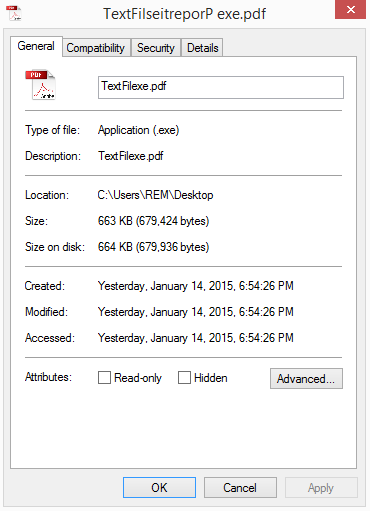 TextFilseitreporP exe.pdf
General Compatibility Security Details
PDF
Adobe
TextFilexe.pdf
Type of file: Application (.exe)
Description: TextFilexe.pdf
Location: C:\Users\REM\Desktop
Size: 663 KB (679,424 bytes)
Size on disk: 664 KB (679,936 bytes)
Created: Yesterday, January 14, 2015, 6:54:26 PM
Modified: Yesterday, January 14, 2015, 6:54:26 PM
Accessed: Yesterday, January 14, 2015, 6:54:26 PM
Attributes: Read-only Hidden Advanced...
OK Cancel Apply